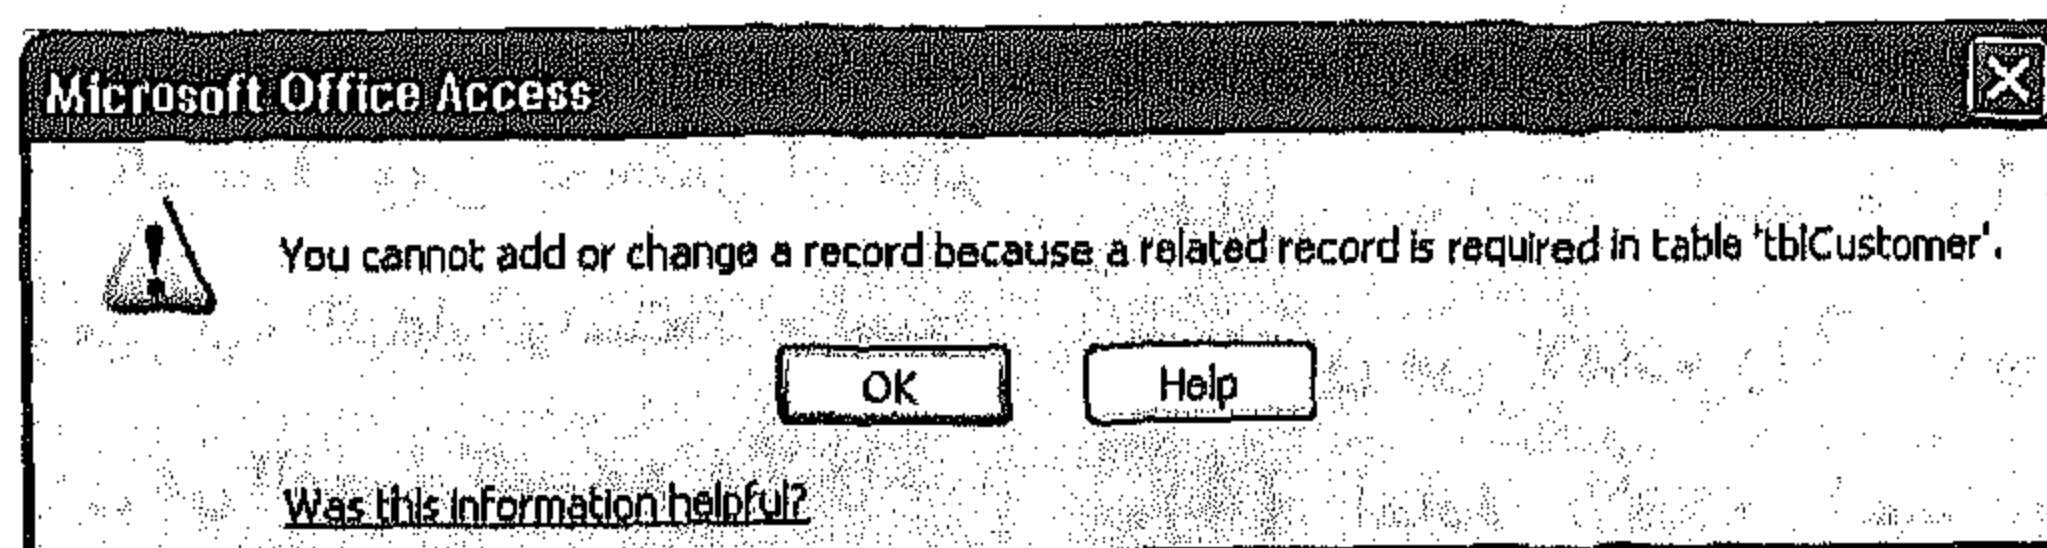 Microsoft Office Access
You cannot add or change a record because a related record is required in table 'tblCustomer'.
OK
Help
Was this information helpful?